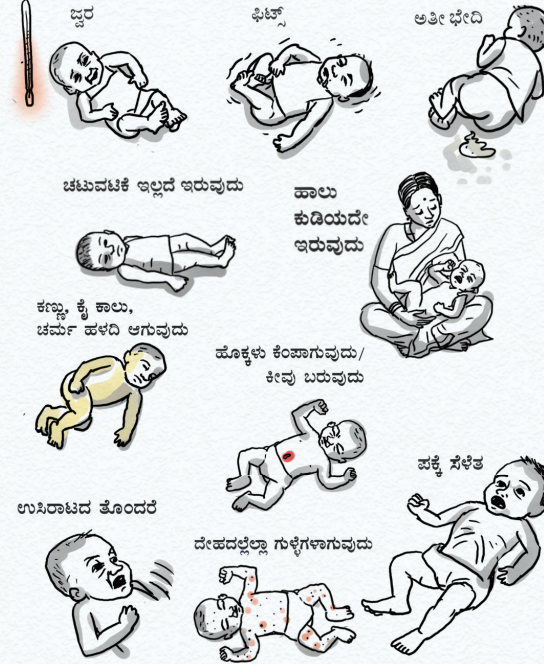 ಜ್ವರ
ಫಿಟ್ಸ್
ಅತೀ ಭೇದಿ
ಚಟುವಟಿಕೆ ಇಲ್ಲದೆ ಇರುವುದು
ಹಾಲು
ಕುಡಿಯದೇ
ಇರುವುದು
ಕಣ್ಣು, ಕೈ ಕಾಲು,
ಚರ್ಮ ಹಳದಿ ಆಗುವುದು
ಹೊಕ್ಕಳು ಕೆಂಪಾಗುವುದು/
ಕೀವು ಬರುವುದು
ಪಕ್ಕೆ ಸೆಳೆತ
ಉಸಿರಾಟದ ತೊಂದರೆ
ದೇಹದಲ್ಲೆಲ್ಲಾ ಗುಳ್ಳೆಗಳಾಗುವುದು